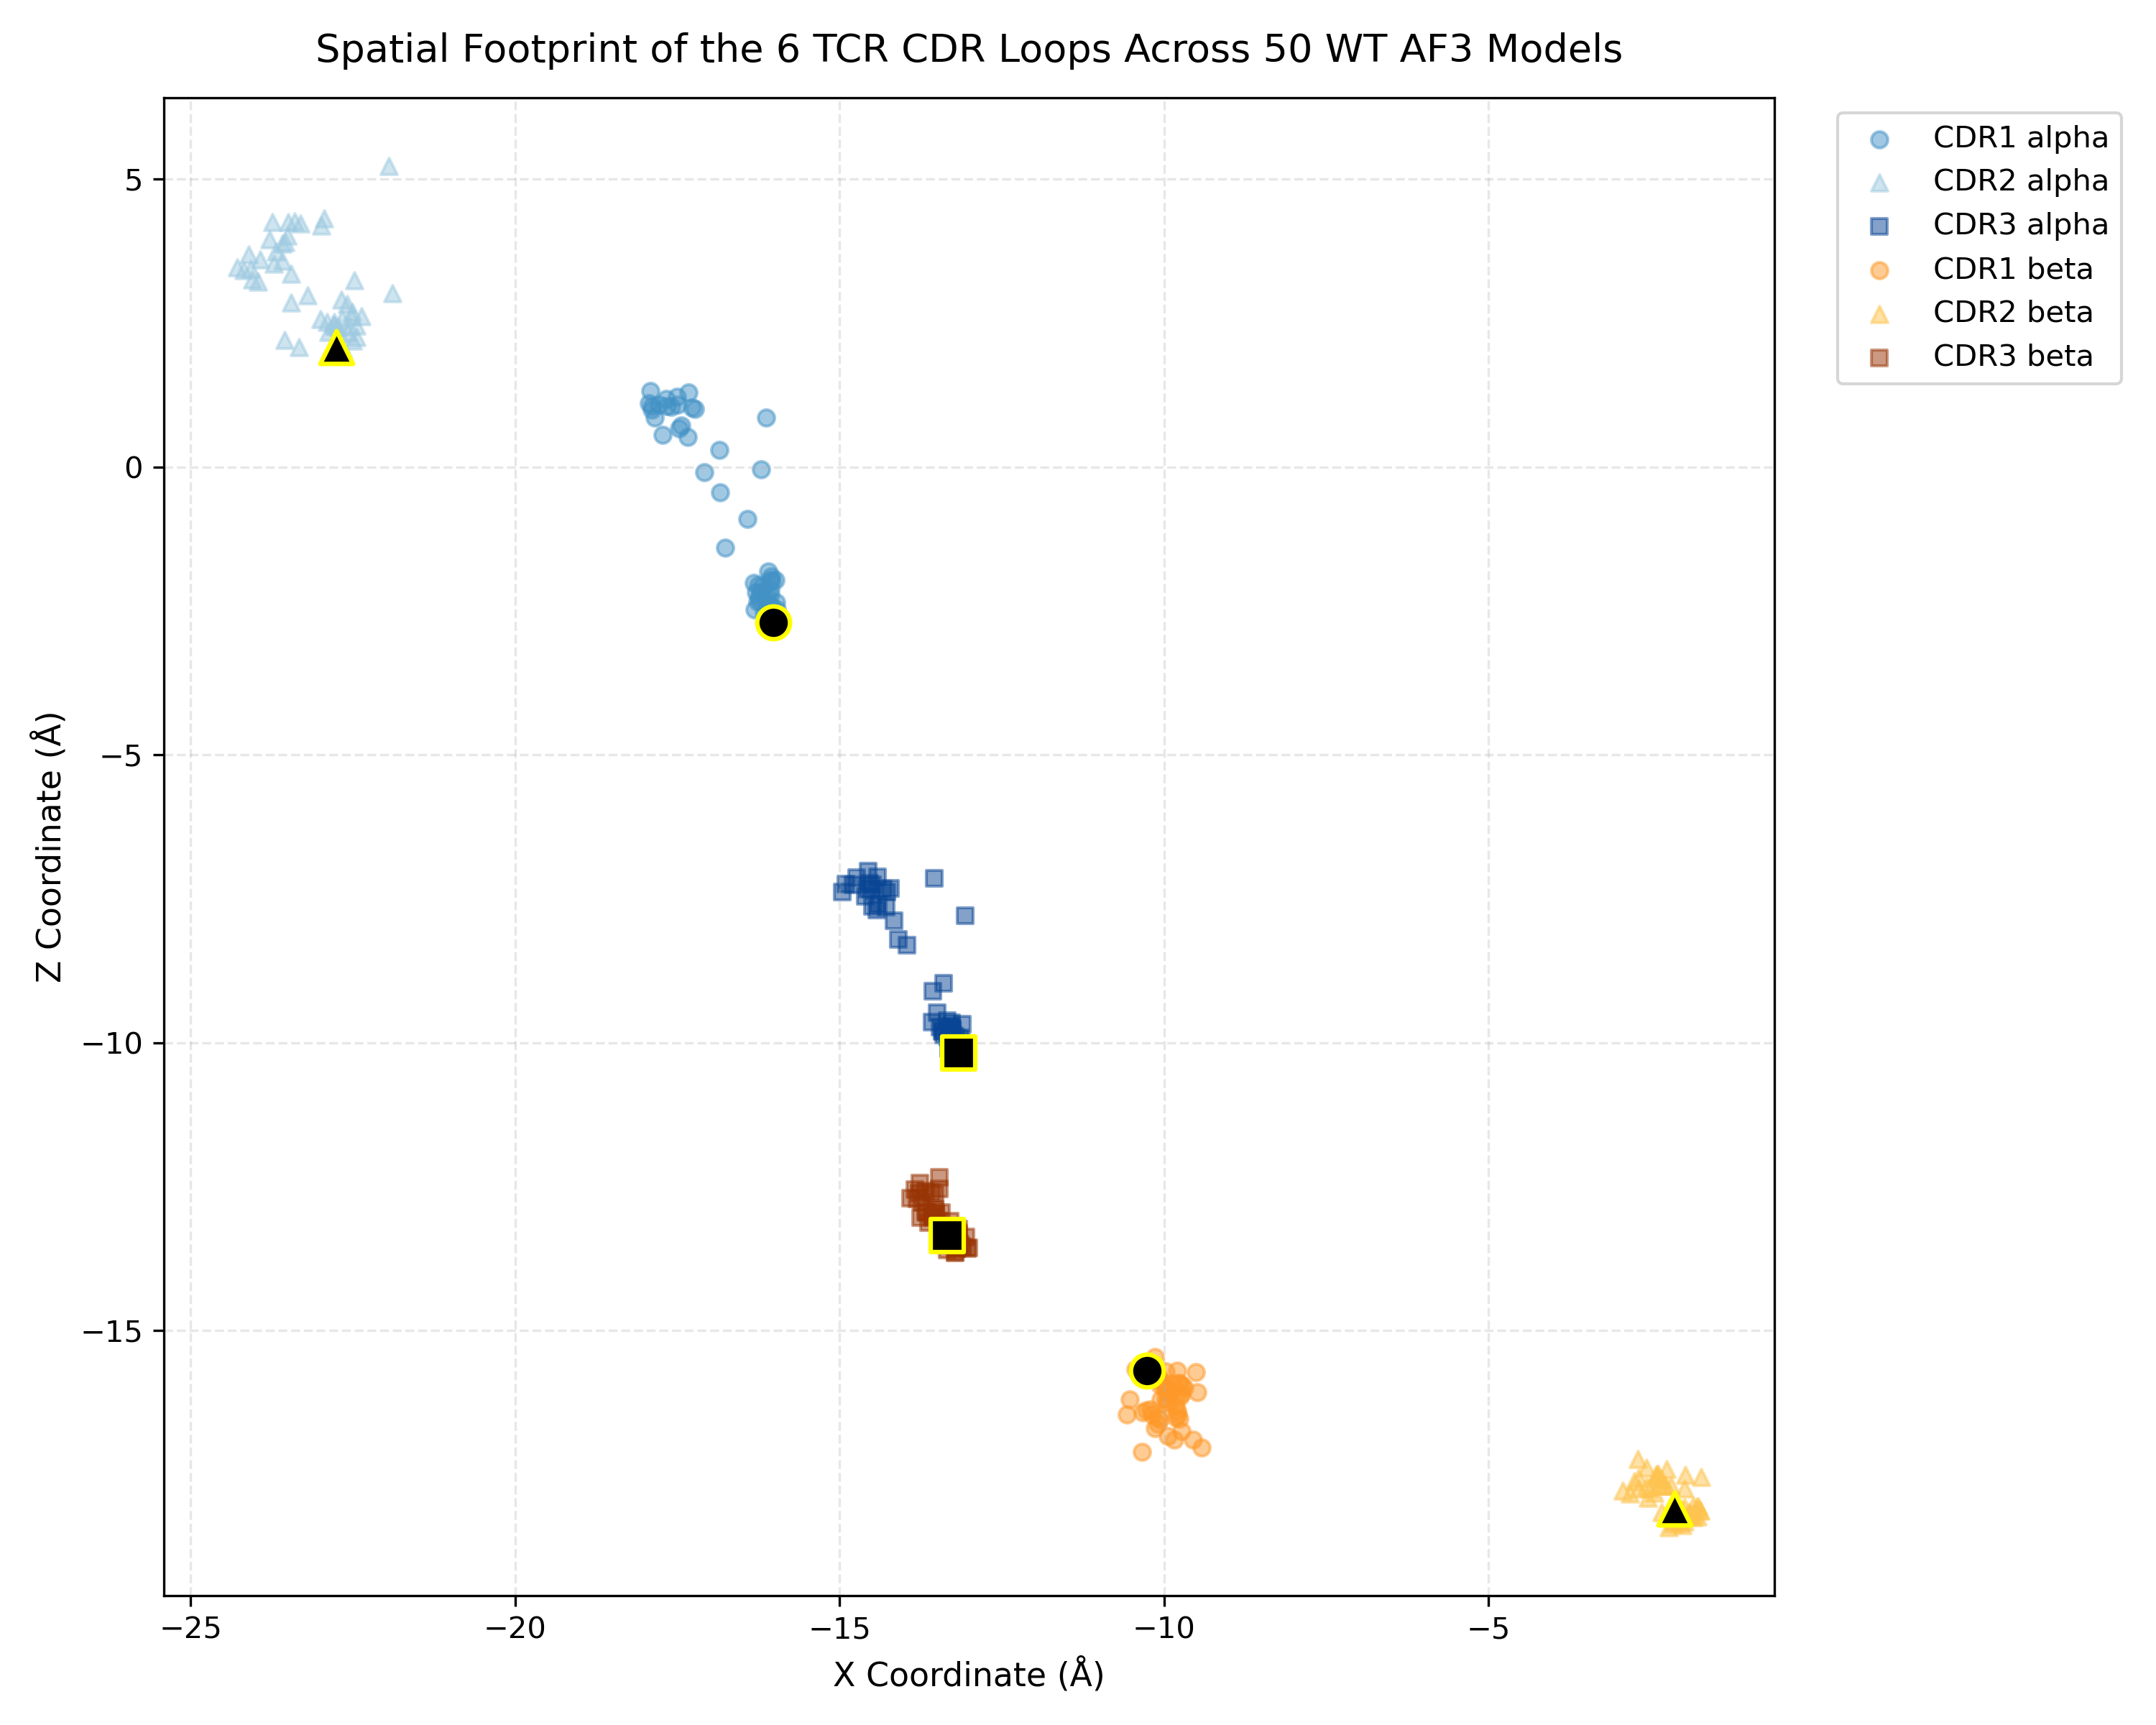 Spatial Footprint of the 6 TCR CDR Loops Across 50 WT AF3 Models
CDR1 alpha
CDR2 alpha
CDR3 alpha
CDR1 beta
CDR2 beta
CDR3 beta
5
0
−5
−10
−15
Z Coordinate (Å)
−25
−20
−15
−10
−5
X Coordinate (Å)